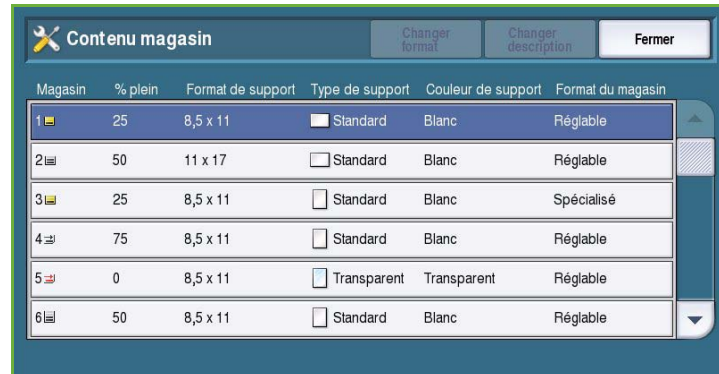 Contenu magasin
Changer format
Changer description
Fermer
Magasin % plein Format de support Type de support Couleur de support Format du magasin
1 25 8,5 x 11 Standard Blanc Réglable
2 50 11 x 17 Standard Blanc Réglable
3 25 8,5 x 11 Standard Blanc Spécialisé
4 75 8,5 x 11 Standard Blanc Réglable
5 0 8,5 x 11 Transparent Transparent Réglable
6 50 8,5 x 11 Standard Blanc Réglable